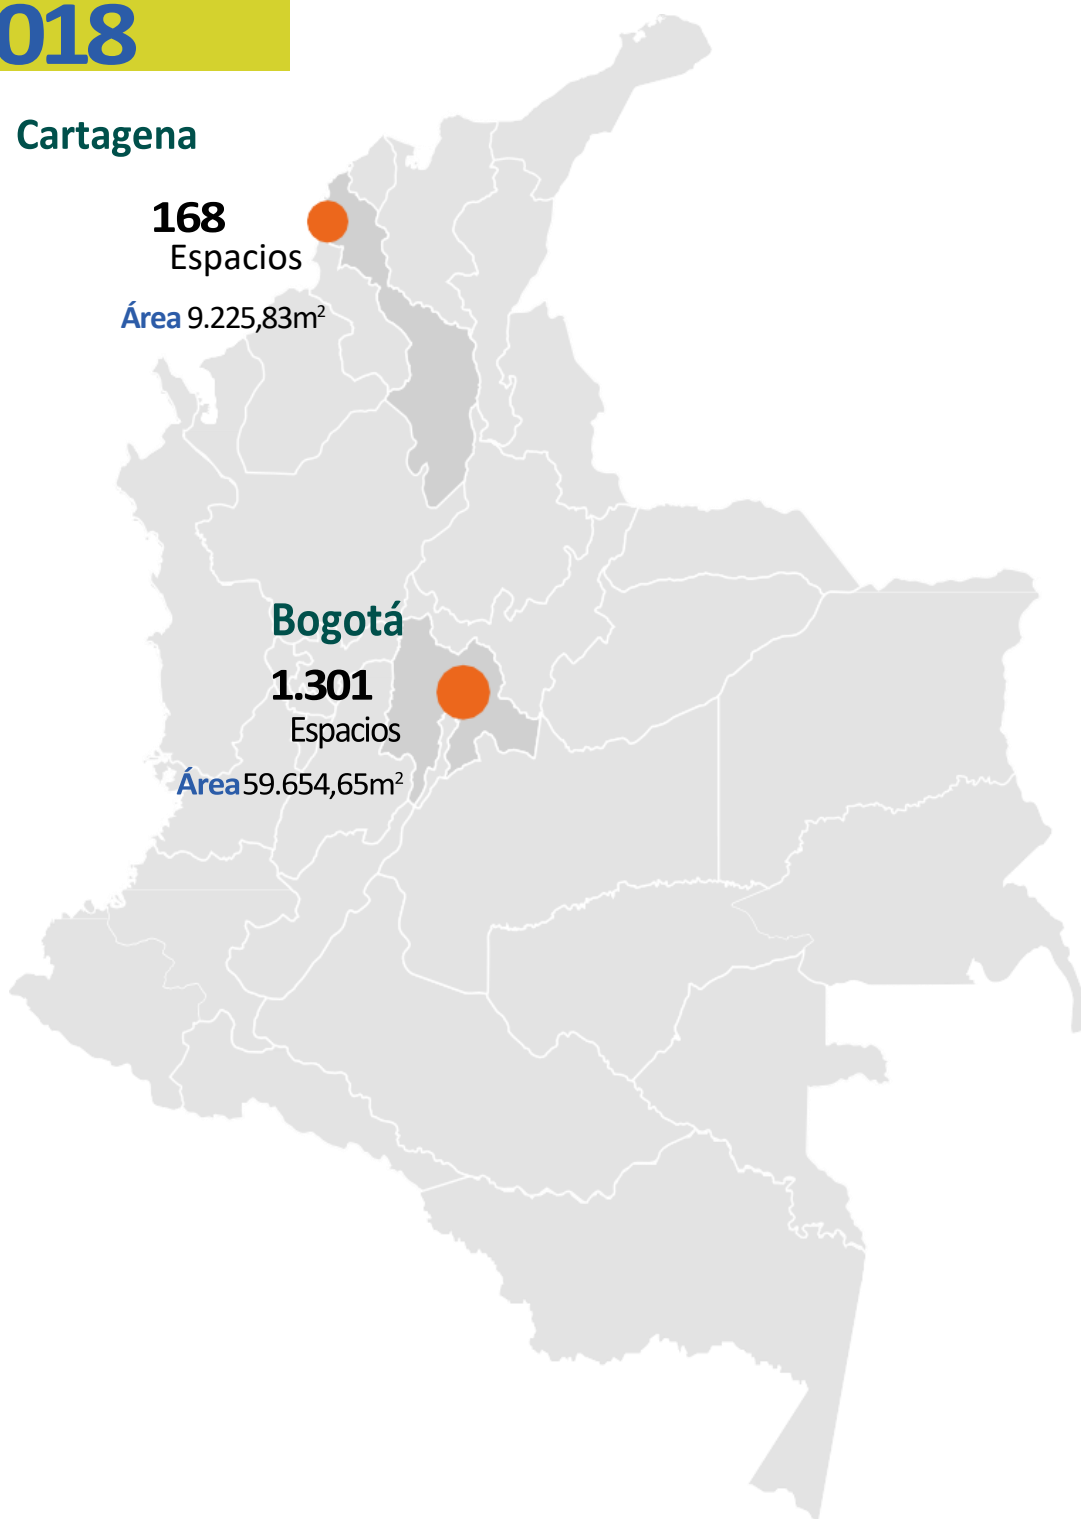 018
Cartagena
168
Espacios
Área 9.225,83m²
Bogotá
1.301
Espacios
Área 59.654,65m²